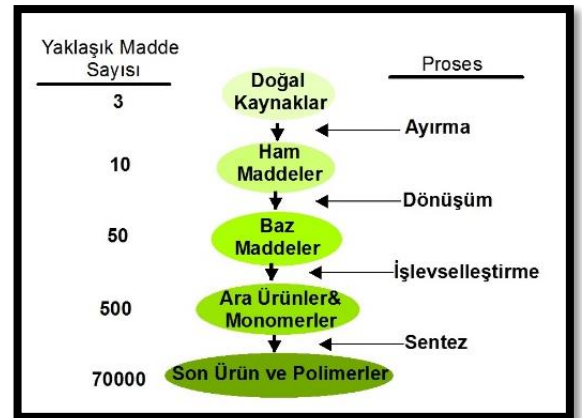 Yaklaşık Madde
Sayısı
Proses
Doğal
Kaynaklar
3
Ayırma
Ham
Maddeler
10
Dönüşüm
Baz
Maddeler
50
İşlevselleştirme
Ara Ürünler&
Monomerler
500
Sentez
Son Ürün ve Polimerler
70000